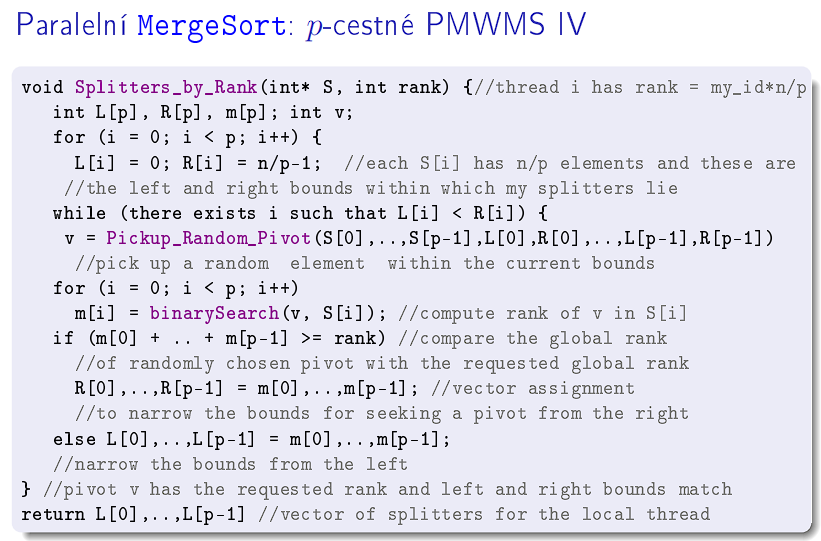 Paralelní MergeSort: p-cestné PMWMS IV
void Splitters_by_Rank(int* S, int rank) {//thread i has rank = my_id*n/p
int L[p], R[p], m[p]; int v;
for (i = 0; i < p; i++) {
L[i] = 0; R[i] = n/p-1; //each S[i] has n/p elements and these are
//the left and right bounds within which my splitters lie
while (there exists i such that L[i] < R[i]) {
v = Pickup_Random_Pivot(S[0],..,S[p-1],L[0],R[0],..,L[p-1],R[p-1])
//pick up a random element within the current bounds
for (i = 0; i < p; i++)
m[i] = binarySearch(v, S[i]); //compute rank of v in S[i]
if (m[0] + .. + m[p-1] >= rank) //compare the global rank
//of randomly chosen pivot with the requested global rank
R[0],..,R[p-1] = m[0],..,m[p-1]; //vector assignment
//to narrow the bounds for seeking a pivot from the right
else L[0],..,L[p-1] = m[0],..,m[p-1];
//narrow the bounds from the left
} //pivot v has the requested rank and left and right bounds match
return L[0],..,L[p-1] //vector of splitters for the local thread